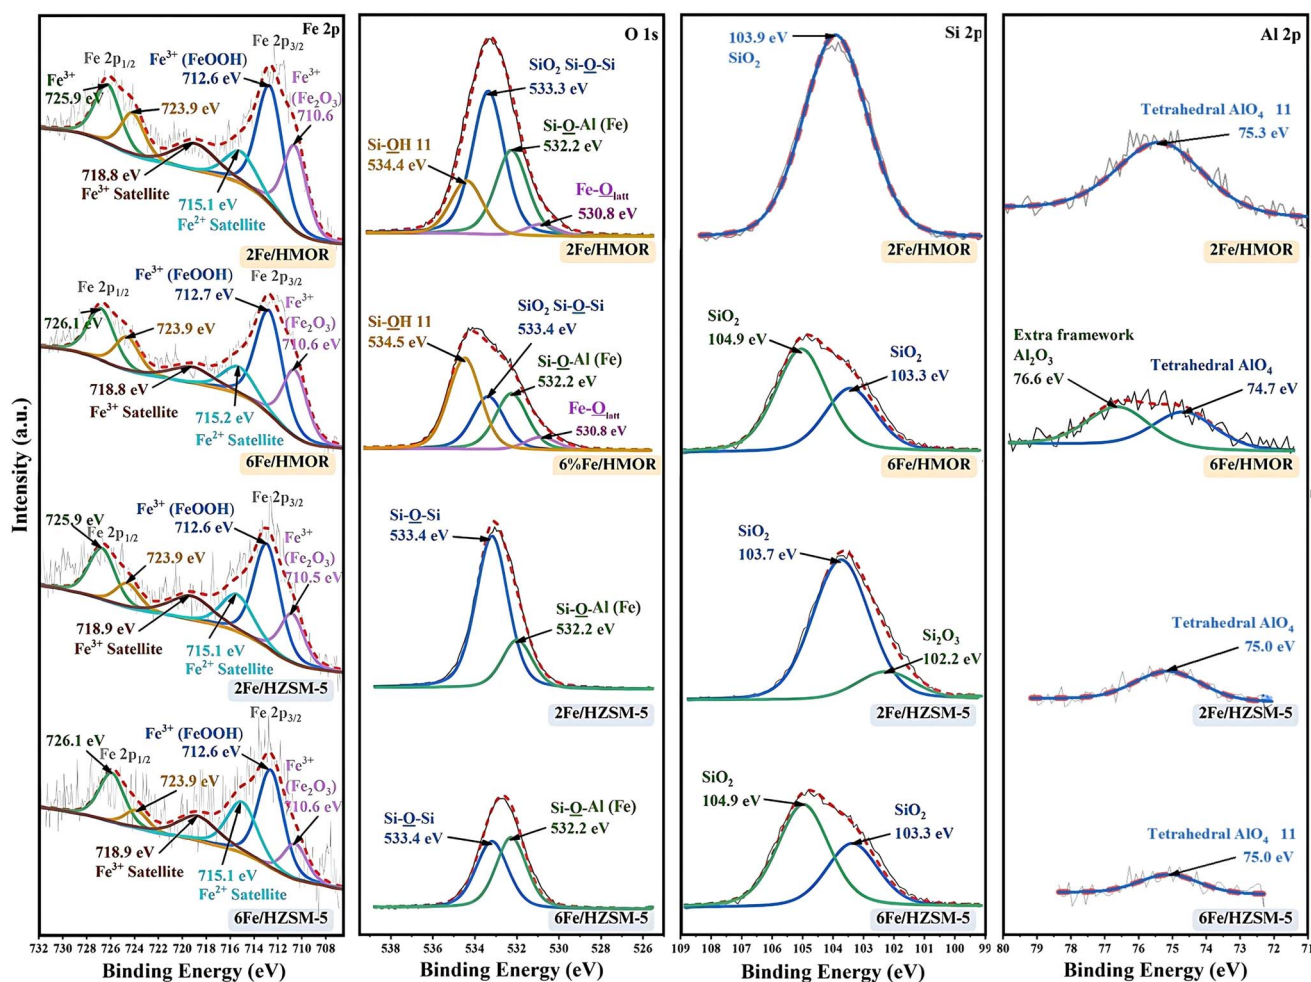 Intensity (a.u.)
Fe 2p
Fe 2p3/2
Fe 2p1/2
Fe³⁺ (FeOOH)
712.6 eV
Fe³⁺
725.9 eV
723.9 eV
Fe³⁺
(Fe₂O₃)
710.6
718.8 eV
Fe³⁺ Satellite
715.1 eV
Fe²⁺ Satellite
2Fe/HMOR
Fe³⁺ (FeOOH)
712.7 eV
Fe 2p3/2
Fe 2p1/2
726.1 eV
723.9 eV
Fe³⁺
(Fe₂O₃)
710.6 eV
718.8 eV
Fe³⁺ Satellite
715.2 eV
Fe²⁺ Satellite
6Fe/HMOR
Fe 2p3/2
Fe³⁺ (FeOOH)
712.6 eV
725.9 eV
Fe 2p1/2
723.9 eV
Fe³⁺
(Fe₂O₃)
710.5 eV
718.9 eV
Fe³⁺ Satellite
715.1 eV
Fe²⁺ Satellite
2Fe/HZSM-5
Fe 2p3/2
Fe³⁺ (FeOOH)
712.6 eV
726.1 eV
Fe 2p1/2
723.9 eV
Fe³⁺
(Fe₂O₃)
710.6 eV
718.9 eV
Fe³⁺ Satellite
715.1 eV
Fe²⁺ Satellite
6Fe/HZSM-5
732 730 728 726 724 722 720 718 716 714 712 710 708
Binding Energy (eV)
O 1s
SiO₂ Si-O-Si
533.3 eV
Si-O-Al (Fe)
532.2 eV
Si-OH 11
534.4 eV
Fe-Olatt
530.8 eV
2Fe/HMOR
SiO₂ Si-O-Si
533.4 eV
Si-OH 11
534.5 eV
Si-O-Al (Fe)
532.2 eV
Fe-Olatt
530.8 eV
6%Fe/HMOR
Si-O-Si
533.4 eV
Si-O-Al (Fe)
532.2 eV
2Fe/HZSM-5
Si-O-Si
533.4 eV
Si-O-Al (Fe)
532.2 eV
6Fe/HZSM-5
538 536 534 532 530 528 526
Binding Energy (eV)
Si 2p
103.9 eV
SiO₂
2Fe/HMOR
SiO₂
104.9 eV
SiO₂
103.3 eV
6Fe/HMOR
SiO₂
103.7 eV
Si₂O₃
102.2 eV
2Fe/HZSM-5
SiO₂
104.9 eV
SiO₂
103.3 eV
6Fe/HZSM-5
109 108 107 106 105 104 103 102 101 100 99
Binding Energy (eV)
Al 2p
Tetrahedral AlO₄ 11
75.3 eV
2Fe/HMOR
Extra framework
Al₂O₃
76.6 eV
Tetrahedral AlO₄
74.7 eV
6Fe/HMOR
Tetrahedral AlO₄
75.0 eV
2Fe/HZSM-5
Tetrahedral AlO₄ 11
75.0 eV
6Fe/HZSM-5
80 79 78 77 76 75 74 73 72 71
Binding Energy (eV)